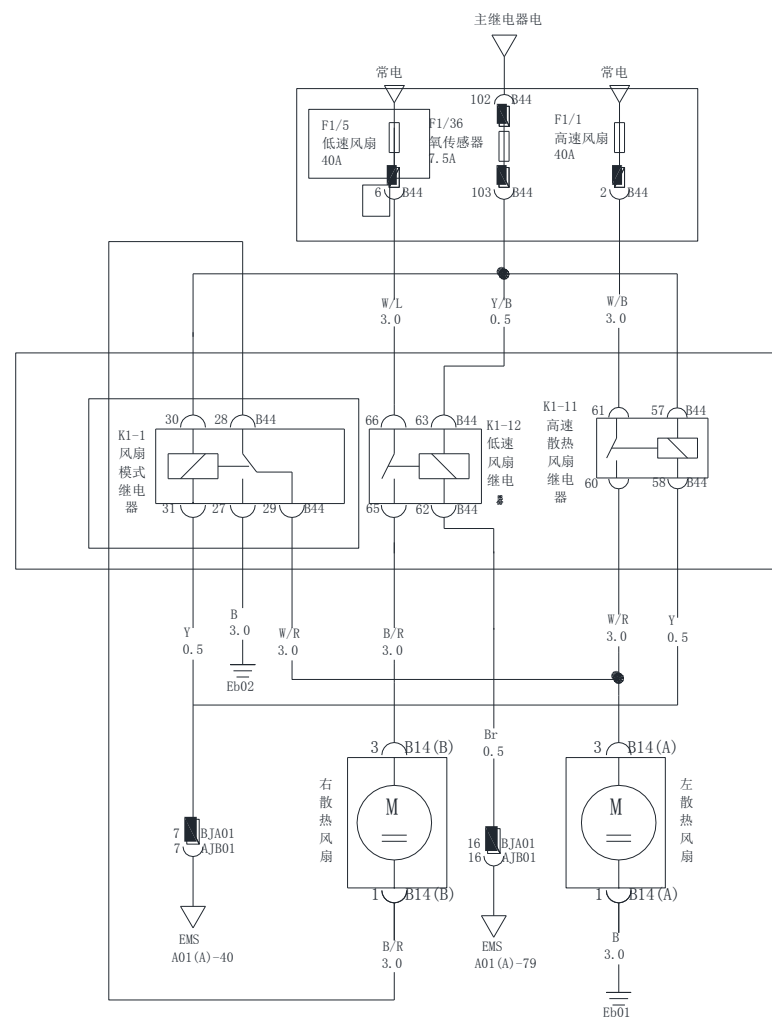 主继电器电
常电
常电
102
B44
F1/5
低速风扇
40A
F1/36
氧传感器
7.5A
F1/1
高速风扇
40A
6
B44
103
B44
2
B44
W/L
3.0
Y/B
0.5
W/B
3.0
30
28
B44
66
63
B44
61
57
B44
K1-1
风扇
模式
继电
器
K1-12
低速
风扇
继电
器
K1-11
高速
散热
风扇
继电
器
31
27
29
B44
65
62
B44
60
58
B44
Y
0.5
B
3.0
W/R
3.0
B/R
3.0
W/R
3.0
Y
0.5
Eb02
Br
0.5
3
B14(B)
3
B14(A)
右
散
热
风
扇
M
左
散
热
风
扇
M
7
BJA01
7
AJB01
16
BJA01
16
AJB01
1
B14(B)
1
B14(A)
EMS
A01(A)-40
B/R
3.0
EMS
A01(A)-79
B
3.0
Eb01